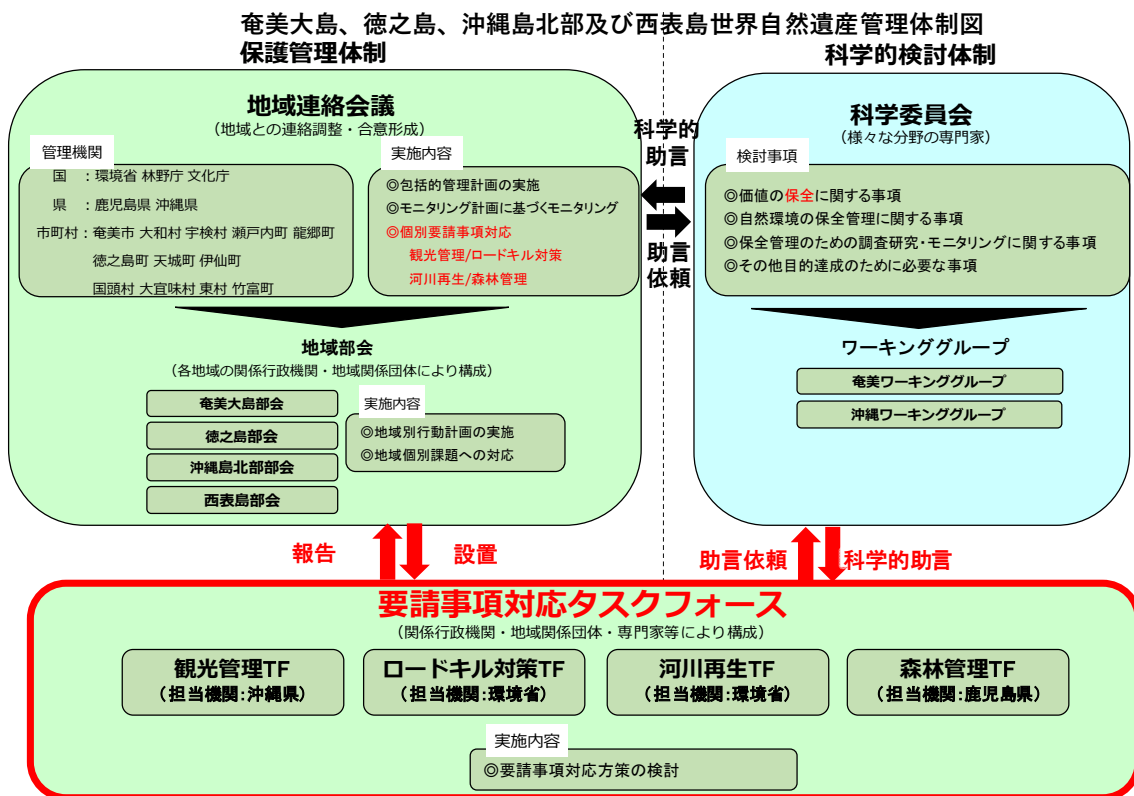 奄美大島、徳之島、沖縄島北部及び西表島世界自然遺産管理体制図
保護管理体制
科学的検討体制
地域連絡会議
（地域との連絡調整・合意形成）
管理機関
国　：環境省 林野庁 文化庁
県　：鹿児島県 沖縄県
市町村：奄美市 大和村 宇検村 瀬戸内町 龍郷町
徳之島町 天城町 伊仙町
国頭村 大宜味村 東村 竹富町
実施内容
◎包括的管理計画の実施
◎モニタリング計画に基づくモニタリング
◎個別要請事項対応
観光管理/ロードキル対策
河川再生/森林管理
科学的
助言
助言
依頼
科学委員会
（様々な分野の専門家）
検討事項
◎価値の保全に関する事項
◎自然環境の保全管理に関する事項
◎保全管理のための調査研究・モニタリングに関する事項
◎その他目的達成のために必要な事項
地域部会
（各地域の関係行政機関・地域関係団体により構成）
奄美大島部会
徳之島部会
沖縄島北部部会
西表島部会
実施内容
◎地域別行動計画の実施
◎地域個別課題への対応
ワーキンググループ
奄美ワーキンググループ
沖縄ワーキンググループ
報告
設置
助言依頼
科学的助言
要請事項対応タスクフォース
（関係行政機関・地域関係団体・専門家等により構成）
観光管理TF
（担当機関：沖縄県）
ロードキル対策TF
（担当機関：環境省）
河川再生TF
（担当機関：環境省）
森林管理TF
（担当機関：鹿児島県）
実施内容
◎要請事項対応方策の検討